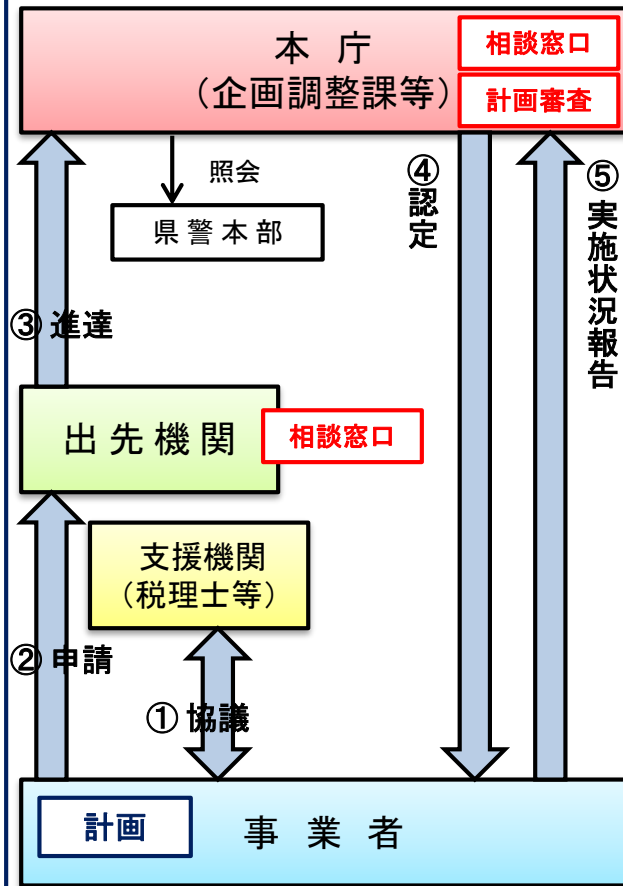 本 庁
（企画調整課等）
相談窓口
計画審査
照会
県警本部
④認定
⑤実施状況報告
③進達
出先機関
相談窓口
支援機関
（税理士等）
②申請
①協議
計画
事 業 者